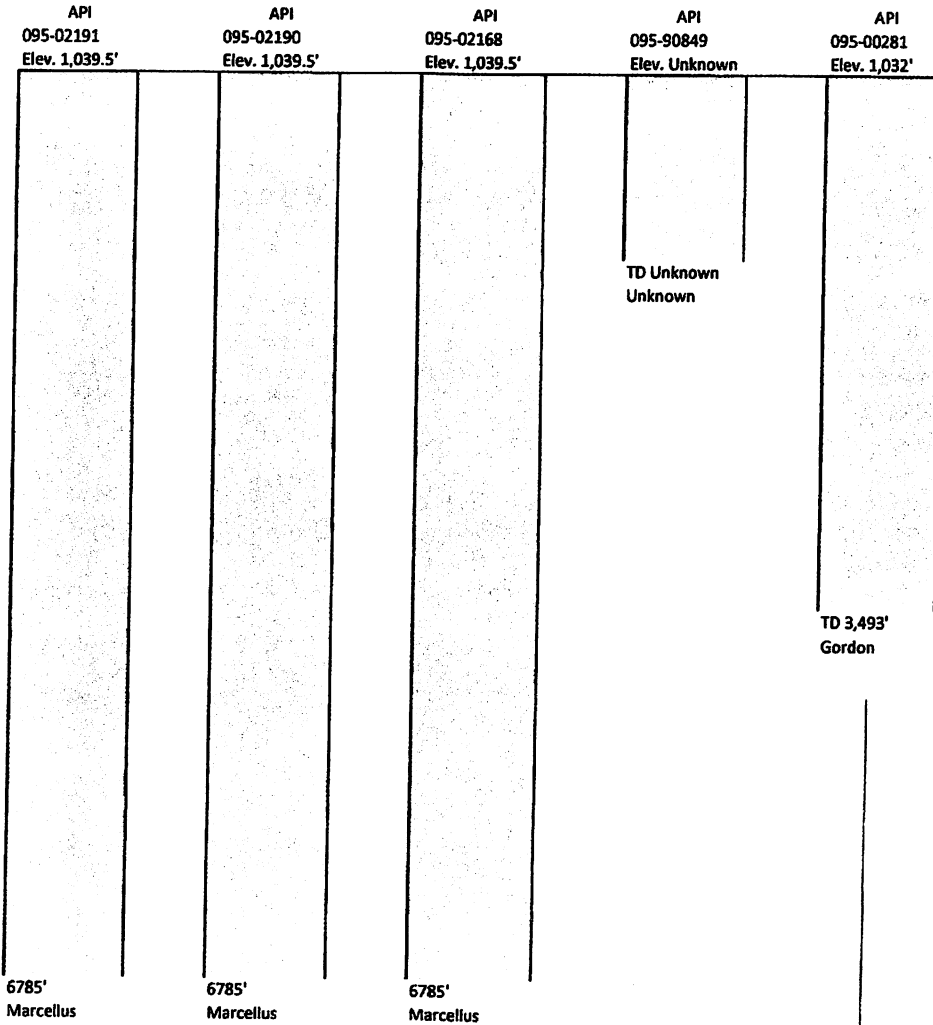 API
095-02191
Elev. 1,039.5'
API
095-02190
Elev. 1,039.5'
API
095-02168
Elev. 1,039.5'
API
095-90849
Elev. Unknown
API
095-00281
Elev. 1,032'
TD Unknown
Unknown
TD 3,493'
Gordon
6785'
Marcellus
6785'
Marcellus
6785'
Marcellus